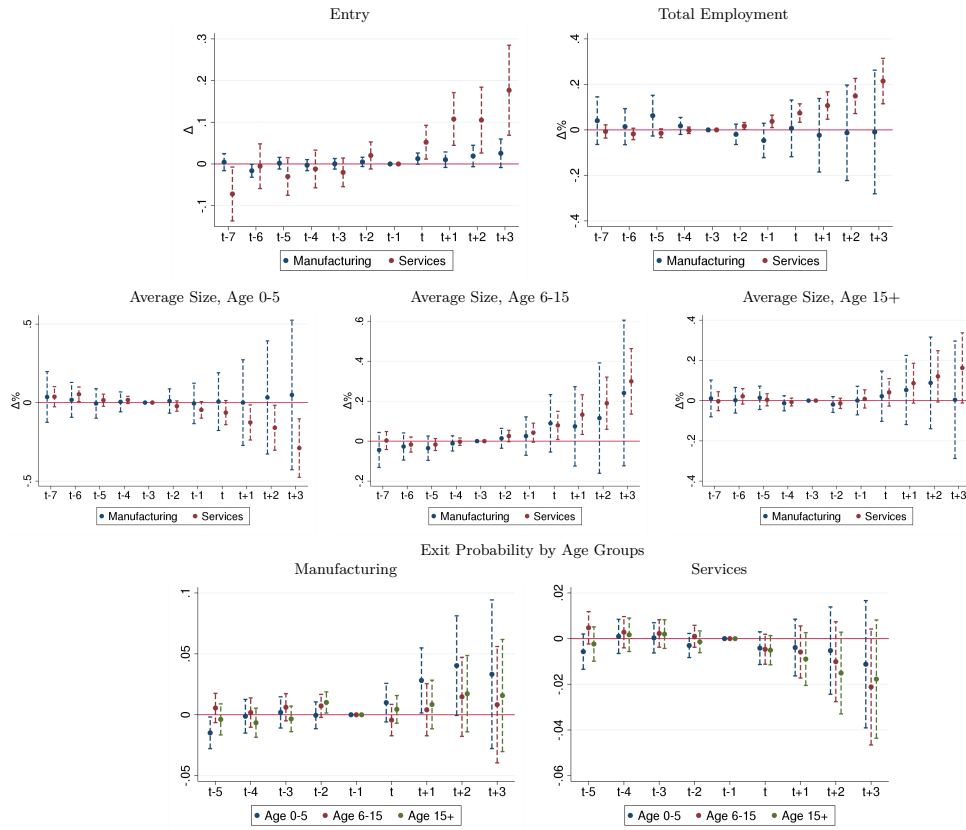 Entry
.3
.2
.1
0
-.1
Δ
t-7 t-6 t-5 t-4 t-3 t-2 t-1 t t+1 t+2 t+3
Manufacturing Services
Total Employment
.4
.2
0
-.2
-.4
Δ%
t-7 t-6 t-5 t-4 t-3 t-2 t-1 t t+1 t+2 t+3
Manufacturing Services
Average Size, Age 0-5
.5
0
-.5
Δ%
t-7 t-6 t-5 t-4 t-3 t-2 t-1 t t+1 t+2 t+3
Manufacturing Services
Average Size, Age 6-15
.6
.4
.2
0
-.2
Δ%
t-7 t-6 t-5 t-4 t-3 t-2 t-1 t t+1 t+2 t+3
Manufacturing Services
Average Size, Age 15+
.4
.2
0
-.2
-.4
Δ%
t-7 t-6 t-5 t-4 t-3 t-2 t-1 t t+1 t+2 t+3
Manufacturing Services
Exit Probability by Age Groups
Manufacturing
.1
.05
0
-.05
t-5 t-4 t-3 t-2 t-1 t t+1 t+2 t+3
Age 0-5 Age 6-15 Age 15+
Services
.02
0
-.02
-.04
-.06
t-5 t-4 t-3 t-2 t-1 t t+1 t+2 t+3
Age 0-5 Age 6-15 Age 15+